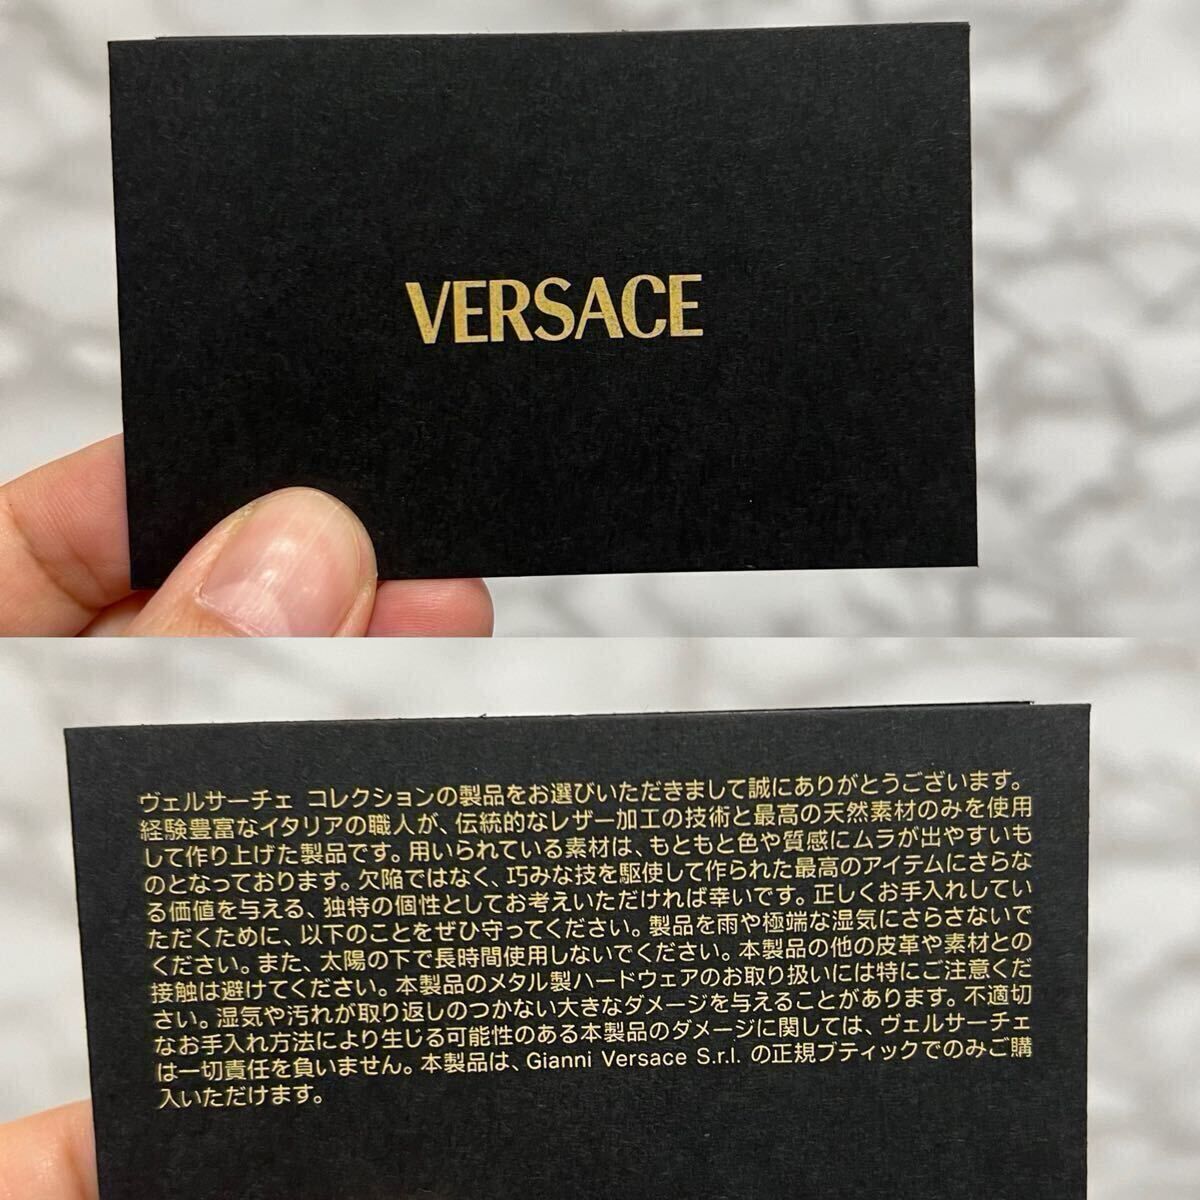 VERSACE
ヴェルサーチェ コレクションの製品をお選びいただきまして誠にありがとうございます。
経験豊富なイタリアの職人が、伝統的なレザー加工の技術と最高の天然素材のみを使用
して作り上げた製品です。用いられている素材は、もともと色や質感にムラが出やすいも
のとなっております。欠陥ではなく、巧みな技を駆使して作られた最高のアイテムにさらな
る価値を与える、独特の個性としてお考えいただければ幸いです。正しくお手入れしてい
ただくために、以下のことをぜひ守ってください。製品を雨や極端な湿気にさらさないで
ください。また、太陽の下で長時間使用しないでください。本製品の他の皮革や素材との
接触は避けてください。本製品のメタル製ハードウェアのお取り扱いには特にご注意くだ
さい。湿気や汚れが取り返しのつかない大きなダメージを与えることがあります。不適切
なお手入れ方法により生じる可能性のある本製品のダメージに関しては、ヴェルサーチェ
は一切責任を負いません。本製品は、Gianni Versace S.r.l. の正規ブティックでのみご購
入いただけます。